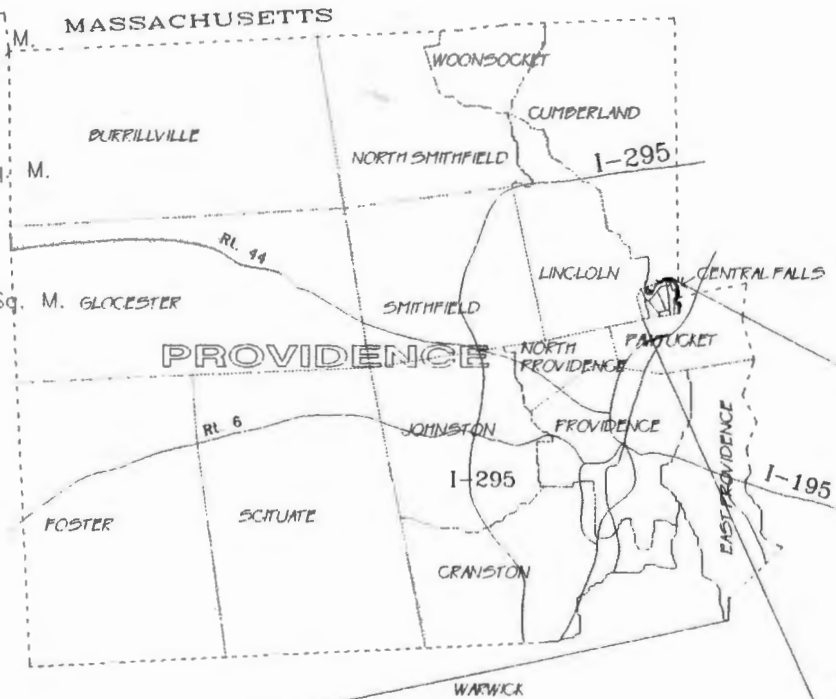 MASSACHUSETTS
M.
WOONSOCKET
CUMBERLAND
BURRILLVILLE
NORTH SMITHFIELD
I-295
M.
Rt. 44
LINCLOLN
CENTRAL FALLS
Sq. M.
GLOCESTER
SMITHFIELD
PROVIDENCE
NORTH
PROVIDENCE
PAWTUCKET
Rt. 6
JOHNSTON
PROVIDENCE
EAST PROVIDENCE
I-295
I-195
FOSTER
SCITUATE
CRANSTON
WARWICK